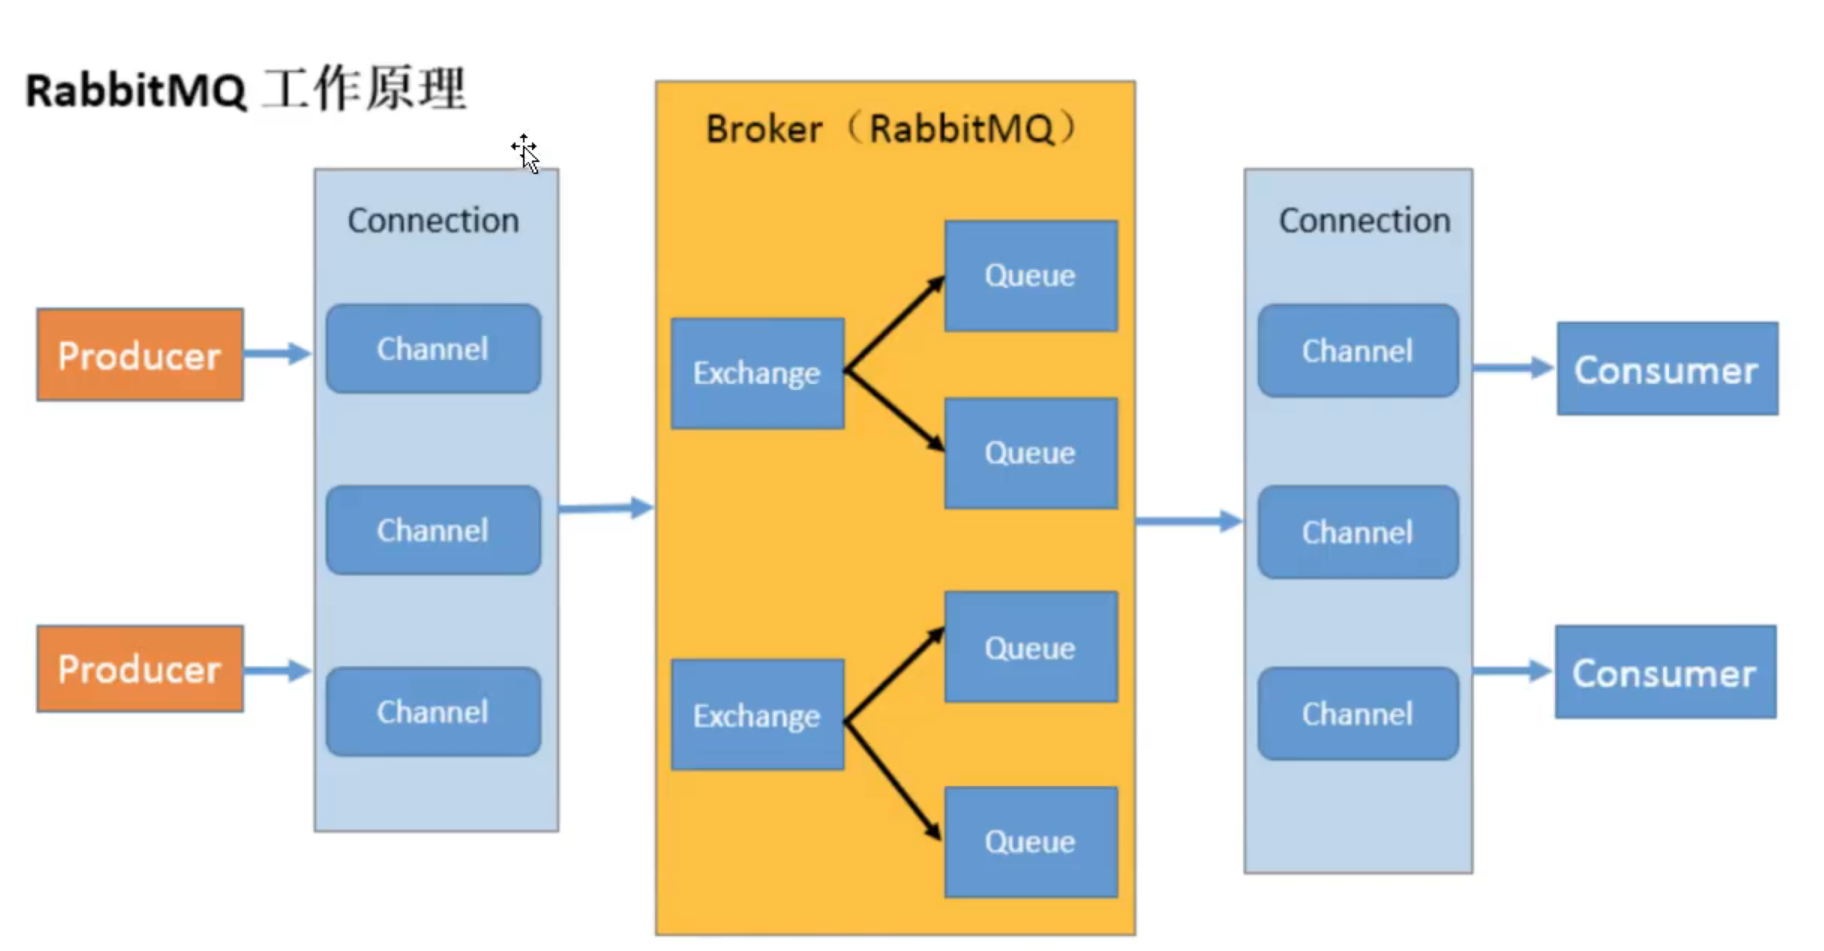 RabbitMQ 工作原理
Broker（RabbitMQ）
Connection
Connection
Producer
Producer
Channel
Channel
Channel
Exchange
Queue
Queue
Exchange
Queue
Queue
Channel
Channel
Channel
Consumer
Consumer